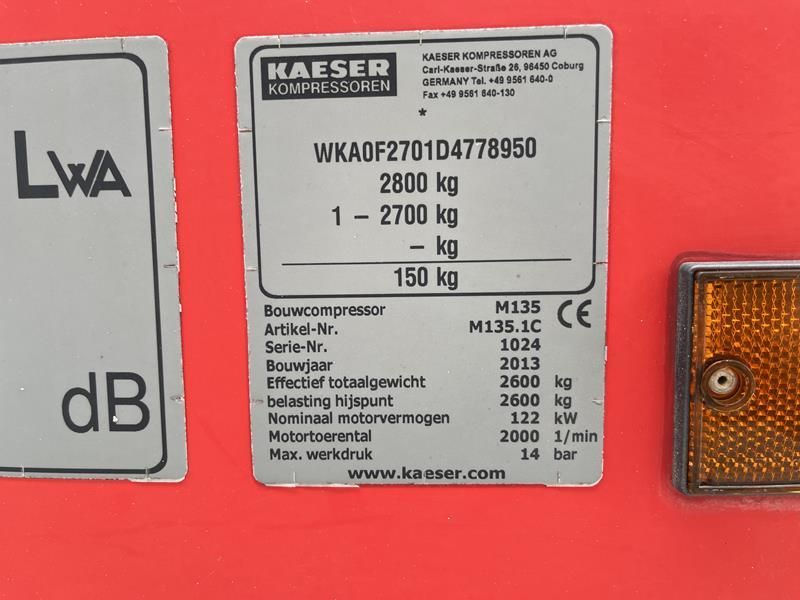 LWA
dB
KAESER
KOMPRESSOREN
KAESER KOMPRESSOREN AG
Carl-Kaeser-Straße 26, 96450 Coburg
GERMANY Tel. +49 9561 640-0
Fax +49 9561 640-130
*
WKA0F2701D4778950
2800 kg
1 – 2700 kg
– kg
150 kg
Bouwcompressor M135 CE
Artikel-Nr. M135.1C
Serie-Nr. 1024
Bouwjaar 2013
Effectief totaalgewicht 2600 kg
belasting hijspunt 2600 kg
Nominaal motorvermogen 122 kW
Motortoerental 2000 1/min
Max. werkdruk 14 bar
www.kaeser.com